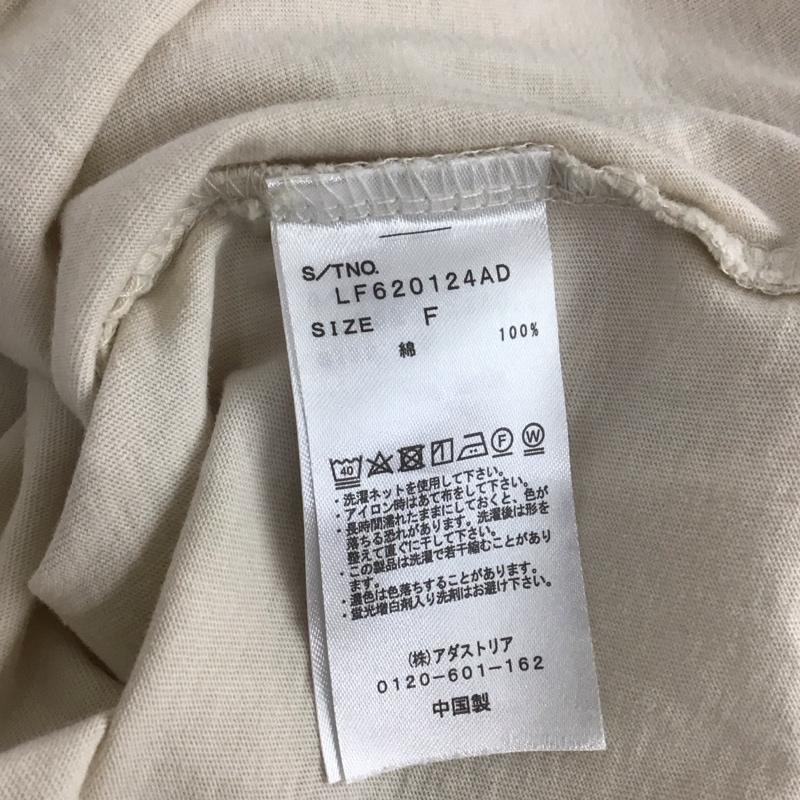 S/TNO.
LF620124AD
SIZE F
綿 100%
40
F
W
・洗濯ネットを使用して下さい。
・アイロン時はあて布をして下さい。
・長時間濡れたままにしておくと、色が
落ちる恐れがあります。洗濯後は形を
整えて直ぐに干して下さい。
・この製品は洗濯で若干縮むことがあり
ます。
・濃色は色落ちすることがあります。
・蛍光増白剤入り洗剤はお避け下さい。
(株)アダストリア
0120-601-162
中国製